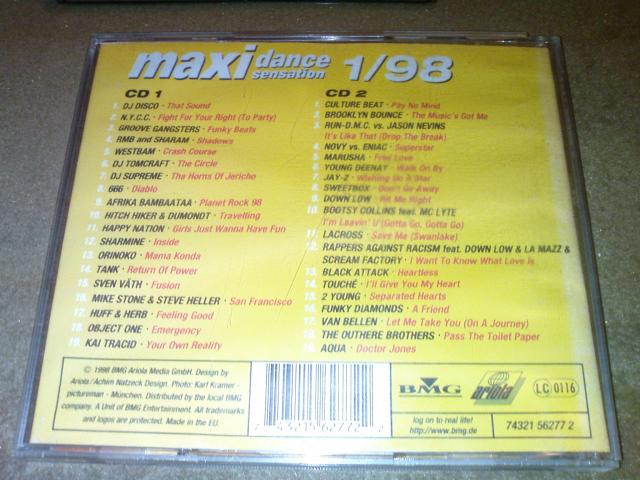 maxi dance sensation 1/98
CD 1
1. DJ DISCO • That Sound
2. N.Y.C.C. • Fight For Your Right (To Party)
3. GROOVE GANGSTERS • Funky Beats
4. RMB and SHARAM • Shadows
5. WESTBAM • Crash Course
6. DJ TOMCRAFT • The Circle
7. DJ SUPREME • The Horns Of Jericho
8. 666 • Diablo
9. AFRIKA BAMBAATAA • Planet Rock 98
10. HITCH HIKER & DUMONDT • Travelling
11. HAPPY NATION • Girls Just Wanna Have Fun
12. SHARMINE • Inside
13. ORINOKO • Mama Konda
14. TANK • Return Of Power
15. SVEN VÄTH • Fusion
16. MIKE STONE & STEVE HELLER • San Francisco
17. HUFF & HERB • Feeling Good
18. OBJECT ONE • Emergency
19. KAI TRACID • Your Own Reality
CD 2
1. CULTURE BEAT • Pay No Mind
2. BROOKLYN BOUNCE • The Music's Got Me
3. RUN-D.M.C. vs. JASON NEVINS
It's Like That (Drop The Break)
4. NOVY vs. ENIAC • Superstar
5. MARUSHA • Free Love
6. YOUNG DEENAY • Walk On By
7. JAY-Z • Wishing On A Star
8. SWEETBOX • Don't Go Away
9. DOWN LOW • Hit Me Right
10. BOOTSY COLLINS feat. MC LYTE
I'm Leavin' U (Gotta Go, Gotta Go)
11. LACROSS • Save Me (Swanlake)
12. RAPPERS AGAINST RACISM feat. DOWN LOW & LA MAZZ &
SCREAM FACTORY • I Want To Know What Love Is
13. BLACK ATTACK • Heartless
14. TOUCHÉ • I'll Give You My Heart
15. 2 YOUNG • Separated Hearts
16. FUNKY DIAMONDS • A Friend
17. VAN BELLEN • Let Me Take You (On A Journey)
18. THE OUTHERE BROTHERS • Pass The Toilet Paper
19. AQUA • Doctor Jones
© 1998 BMG Ariola Media GmbH. Design by
Ariola/Achim Natzeck Design. Photo: Karl Kramer -
pictureman - München. Distributed by the local BMG
company. A Unit of BMG Entertainment. All trademarks
and logos are protected. Made in the EU.
7 43215 62772 2
BMG
ariola
LC 0116
log on to real life!
http://www.bmg.de
74321 56277 2